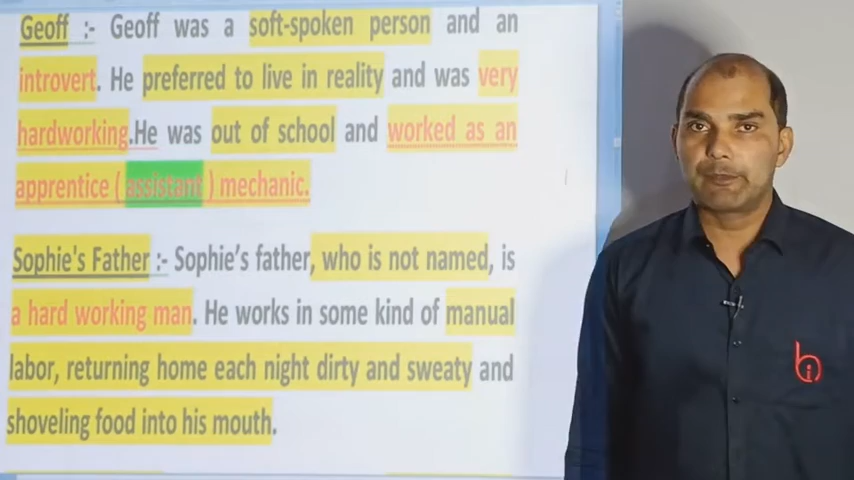 Geoff :- Geoff was a soft-spoken person and an
introvert. He preferred to live in reality and was very
hardworking.He was out of school and worked as an
apprentice ( assistant ) mechanic.
Sophie's Father :- Sophie's father, who is not named, is
a hard working man. He works in some kind of manual
labor, returning home each night dirty and sweaty and
shoveling food into his mouth.